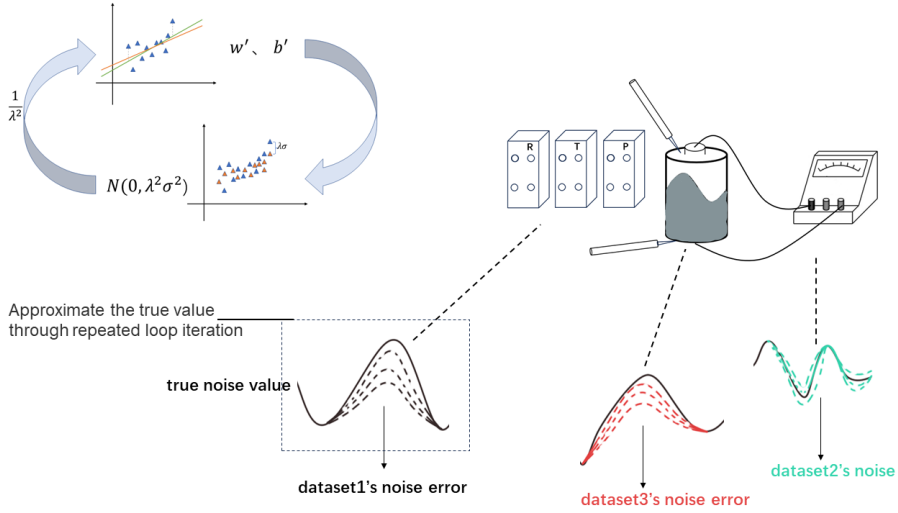 w′、 b′
1/λ²
λσ
N(0, λ²σ²)
R T P
Approximate the true value
through repeated loop iteration
true noise value
dataset1's noise error
dataset3's noise error
dataset2's noise